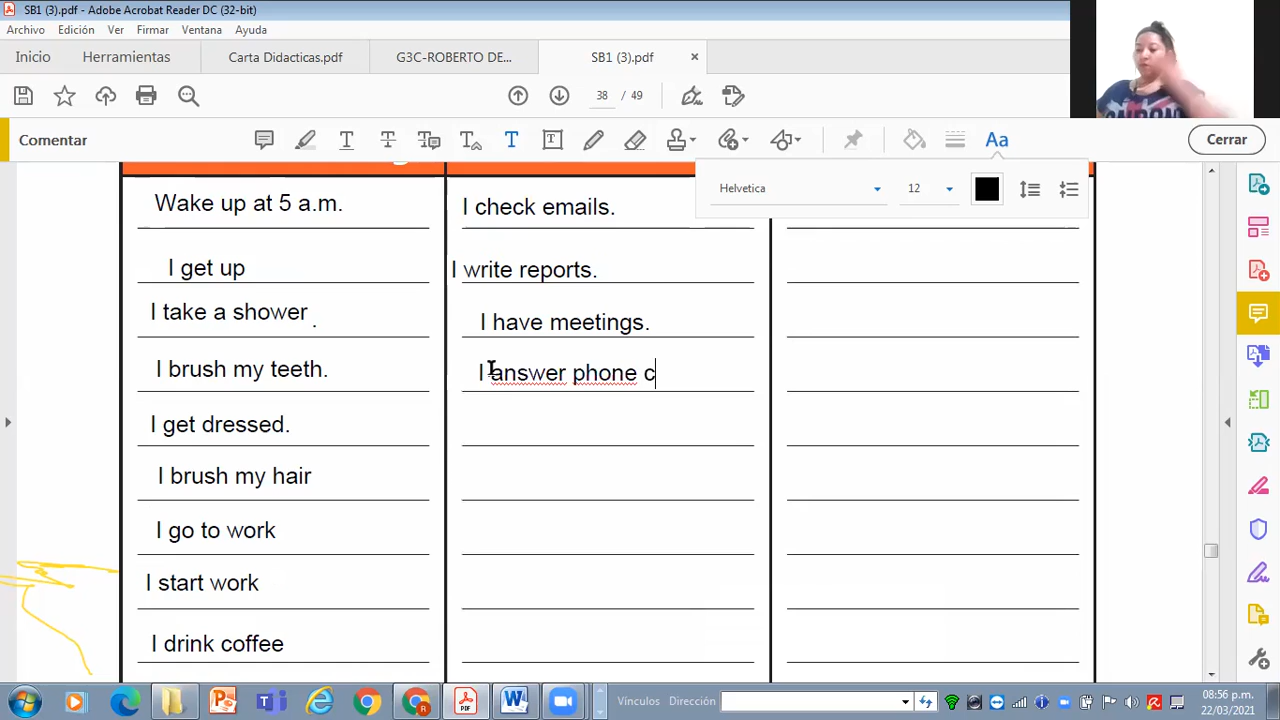 SB1 (3).pdf - Adobe Acrobat Reader DC (32-bit)
Archivo Edición Ver Firmar Ventana Ayuda
Inicio Herramientas Carta Didacticas.pdf G3C-ROBERTO DE... SB1 (3).pdf ×
38 / 49
Comentar Cerrar
Helvetica 12
Wake up at 5 a.m.
I get up
I take a shower .
I brush my teeth.
I get dressed.
I brush my hair
I go to work
I start work
I drink coffee
I check emails.
I write reports.
I have meetings.
I answer phone c
Vínculos Dirección
08:56 p.m.
22/03/2021